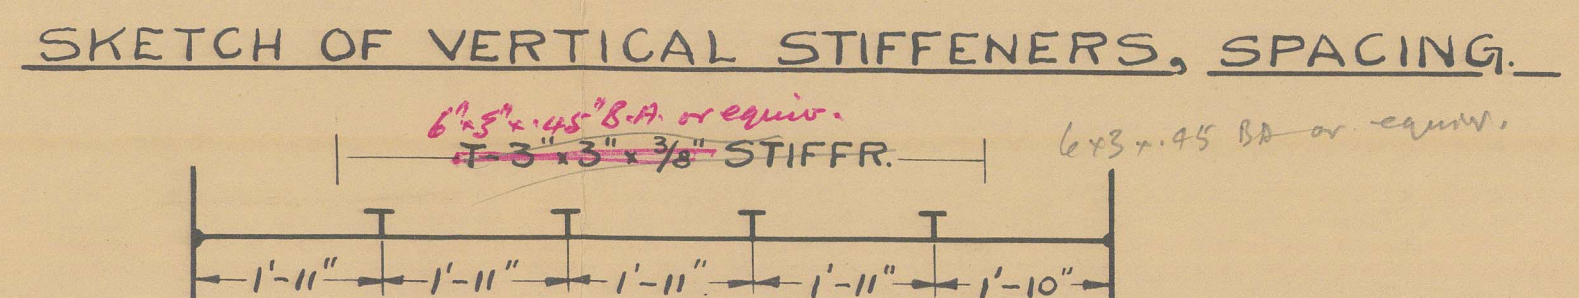 SKETCH OF VERTICAL STIFFENERS, SPACING.
6"x3"x.45" B.A. or equiv.
6x3x.45 BA or equiv.
T-3"x3"x3/8" STIFFR.
1'-11" 1'-11" 1'-11" 1'-11" 1'-10"